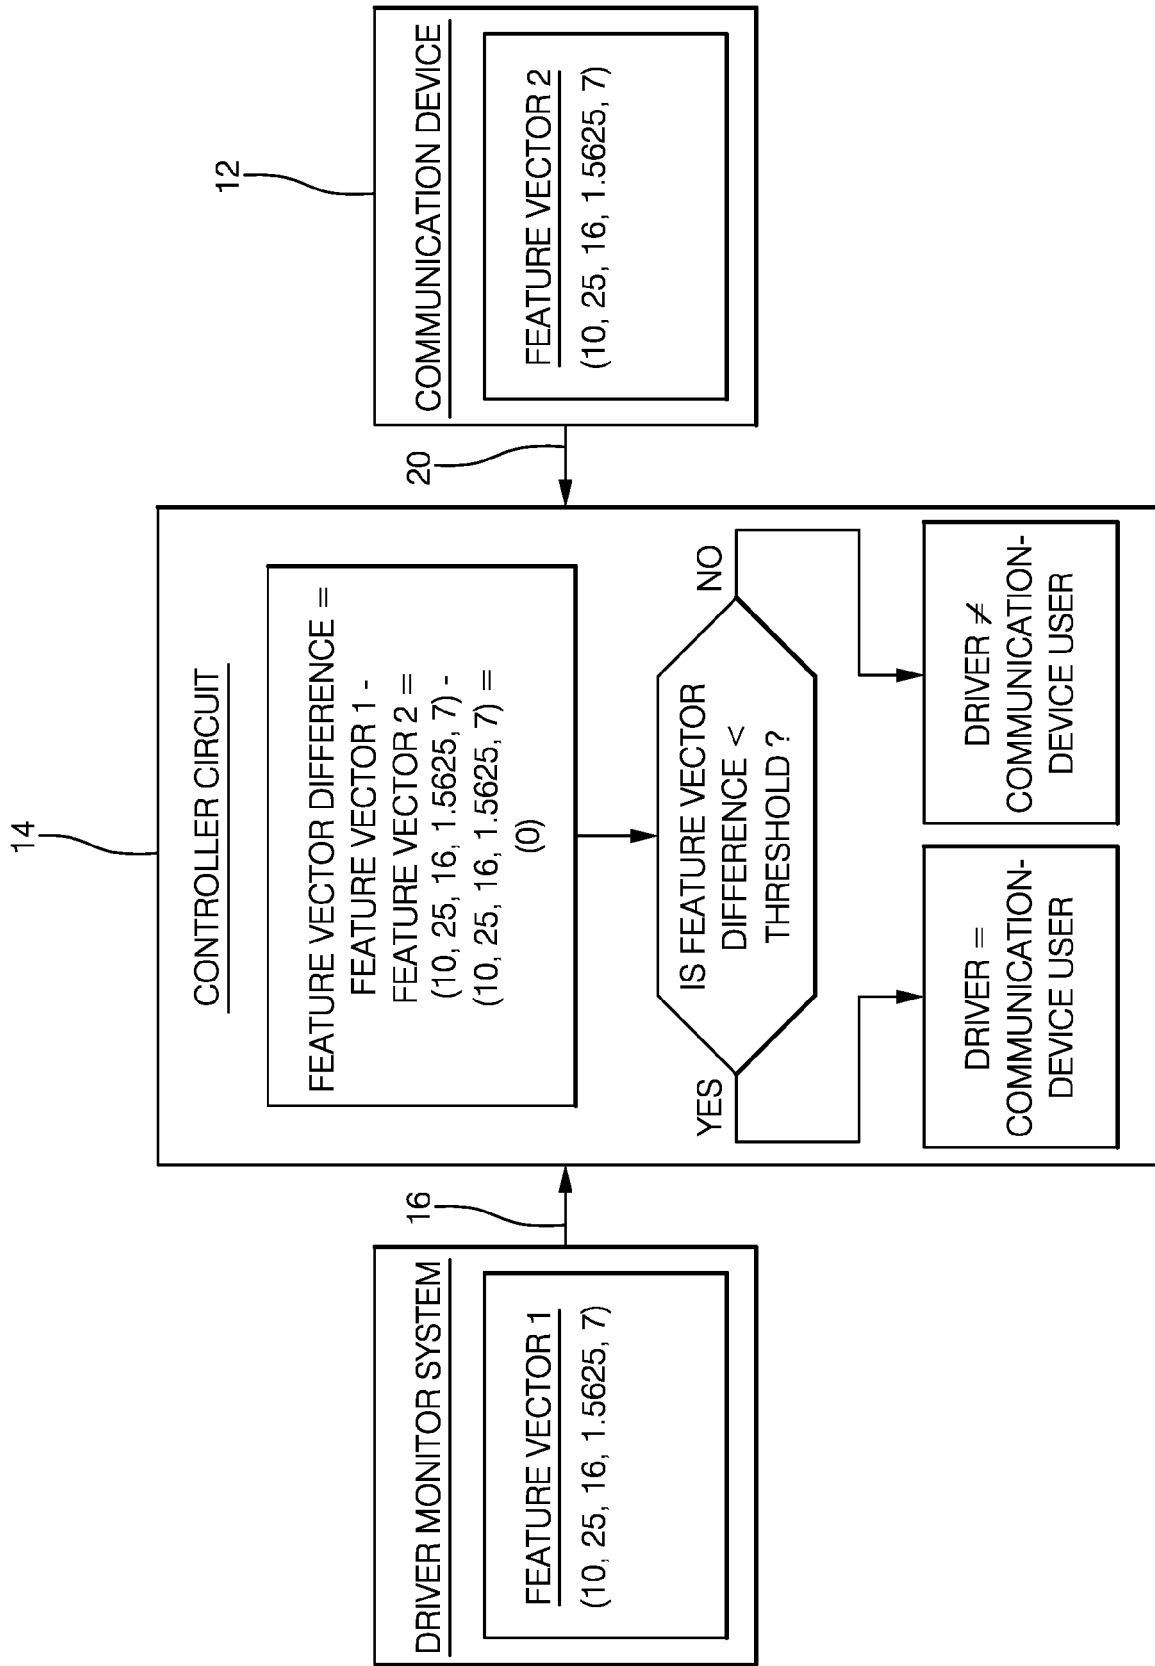 14
CONTROLLER CIRCUIT
FEATURE VECTOR DIFFERENCE =
FEATURE VECTOR 1 -
FEATURE VECTOR 2 =
(10, 25, 16, 1.5625, 7) -
(10, 25, 16, 1.5625, 7) =
(0)
IS FEATURE VECTOR
DIFFERENCE <
THRESHOLD ?
YES
NO
DRIVER =
COMMUNICATION-
DEVICE USER
DRIVER ≠
COMMUNICATION-
DEVICE USER
DRIVER MONITOR SYSTEM
FEATURE VECTOR 1
(10, 25, 16, 1.5625, 7)
16
12
COMMUNICATION DEVICE
FEATURE VECTOR 2
(10, 25, 16, 1.5625, 7)
20